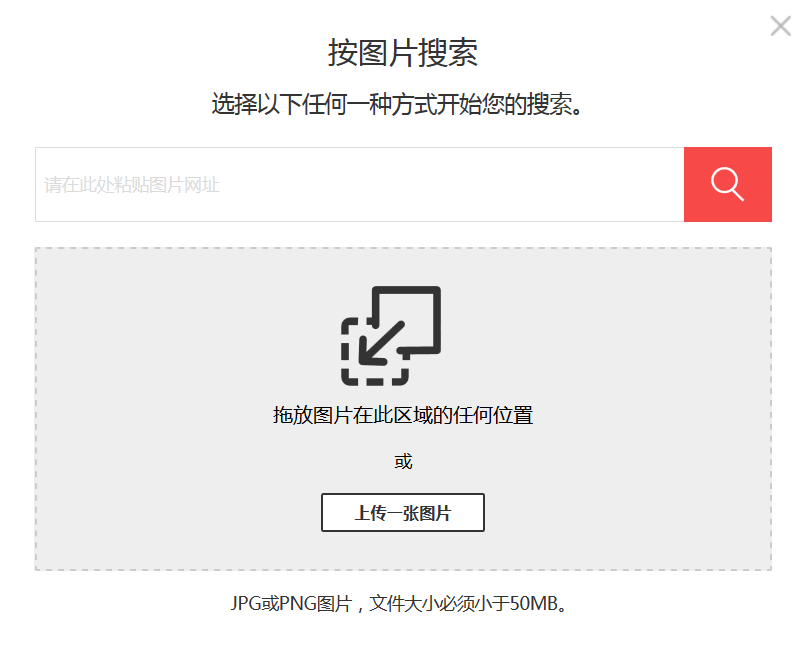 按图片搜索
选择以下任何一种方式开始您的搜索。
请在此处粘贴图片网址
拖放图片在此区域的任何位置
或
上传一张图片
JPG或PNG图片，文件大小必须小于50MB。